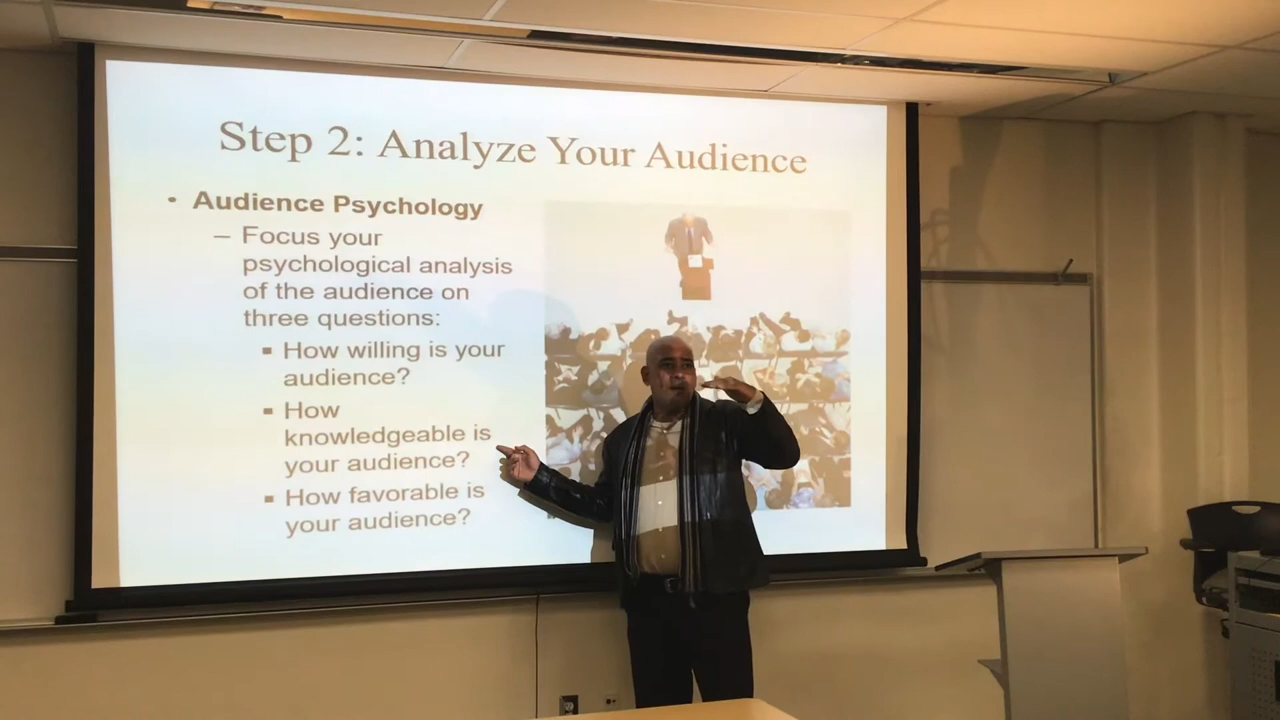 Step 2: Analyze Your Audience
• Audience Psychology
– Focus your
psychological analysis
of the audience on
three questions:
▪ How willing is your
audience?
▪ How
knowledgeable is
your audience?
▪ How favorable is
your audience?